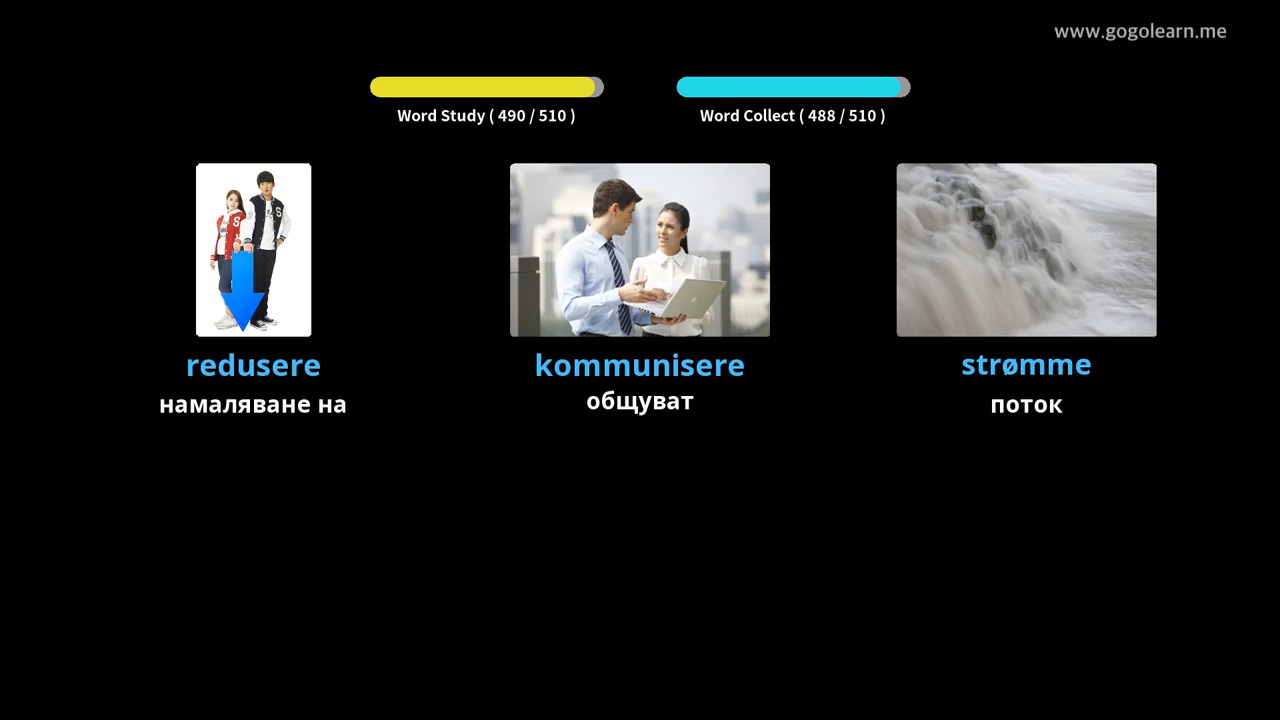 www.gogolearn.me
Word Study ( 490 / 510 )
Word Collect ( 488 / 510 )
redusere
kommunisere
strømme
намаляване на
общуват
поток